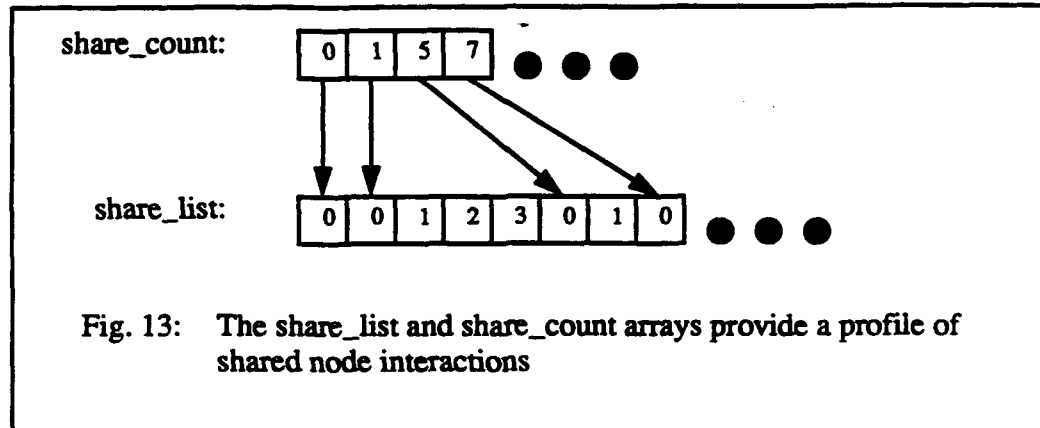 share_count: 0 1 5 7
share_list: 0 0 1 2 3 0 1 0
Fig. 13: The share_list and share_count arrays provide a profile of
shared node interactions